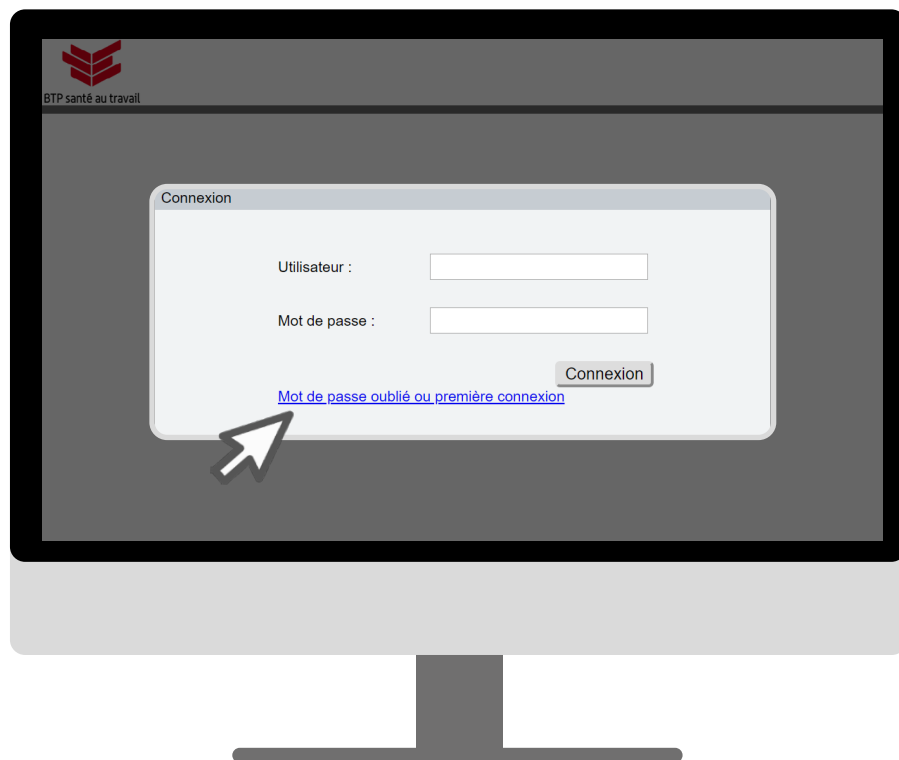 BTP santé au travail
Connexion
Utilisateur :
Mot de passe :
Connexion
Mot de passe oublié ou première connexion